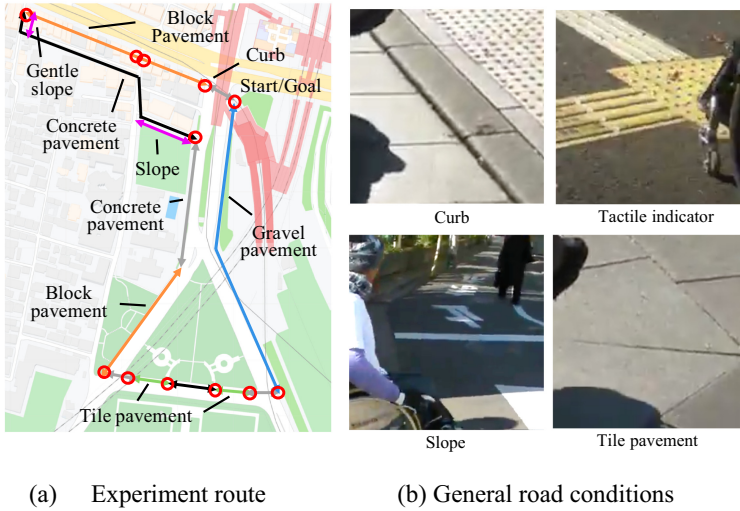 Block
Pavement
Curb
Gentle
slope
Start/Goal
Concrete
pavement
Slope
Concrete
pavement
Gravel
pavement
Block
pavement
Tile pavement
Curb
Tactile indicator
Slope
Tile pavement
(a) Experiment route
(b) General road conditions